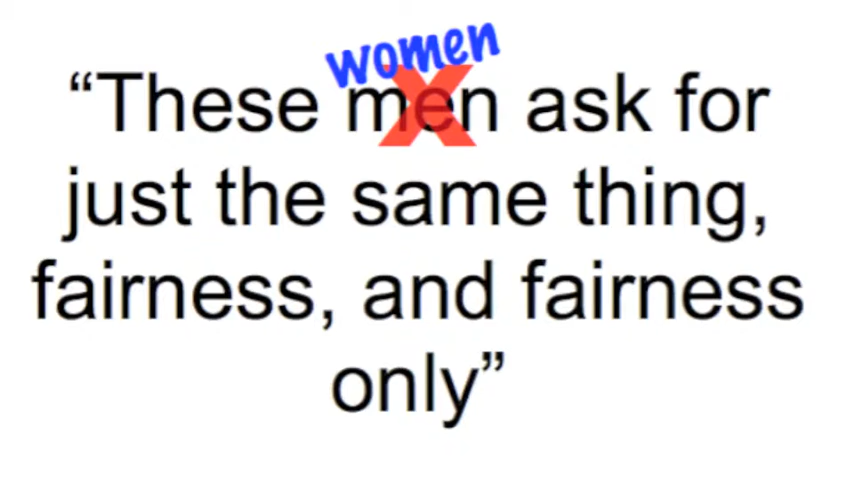 women
“These men ask for
just the same thing,
fairness, and fairness
only”